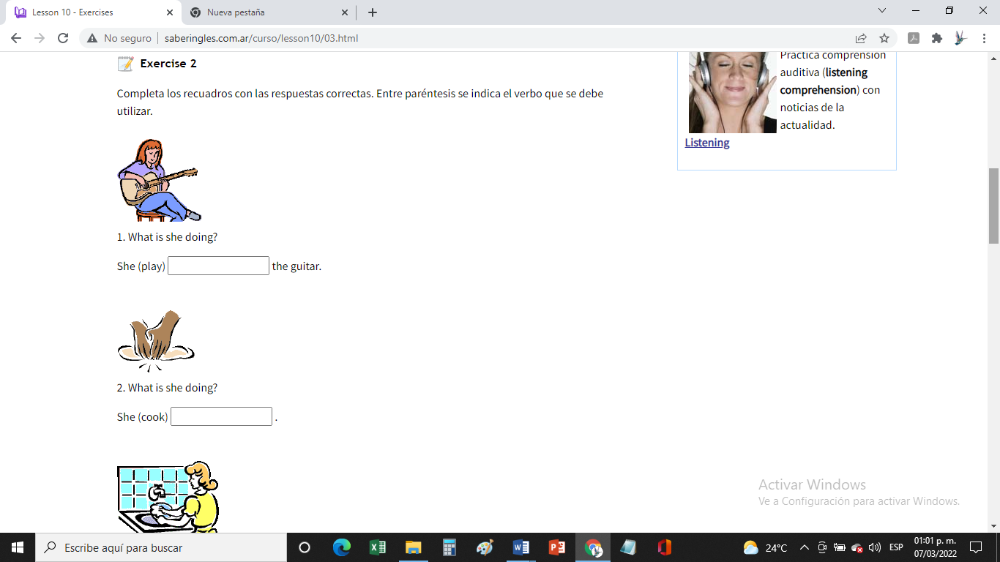 Lesson 10 - Exercises
Nueva pestaña
No seguro
saberingles.com.ar/curso/lesson10/03.html
Exercise 2
Completa los recuadros con las respuestas correctas. Entre paréntesis se indica el verbo que se debe
utilizar.
1. What is she doing?
She (play) the guitar.
2. What is she doing?
She (cook) .
Practica comprensión
auditiva (listening
comprehension) con
noticias de la
actualidad.
Listening
Activar Windows
Ve a Configuración para activar Windows.
Escribe aquí para buscar
24°C
ESP
01:01 p. m.
07/03/2022